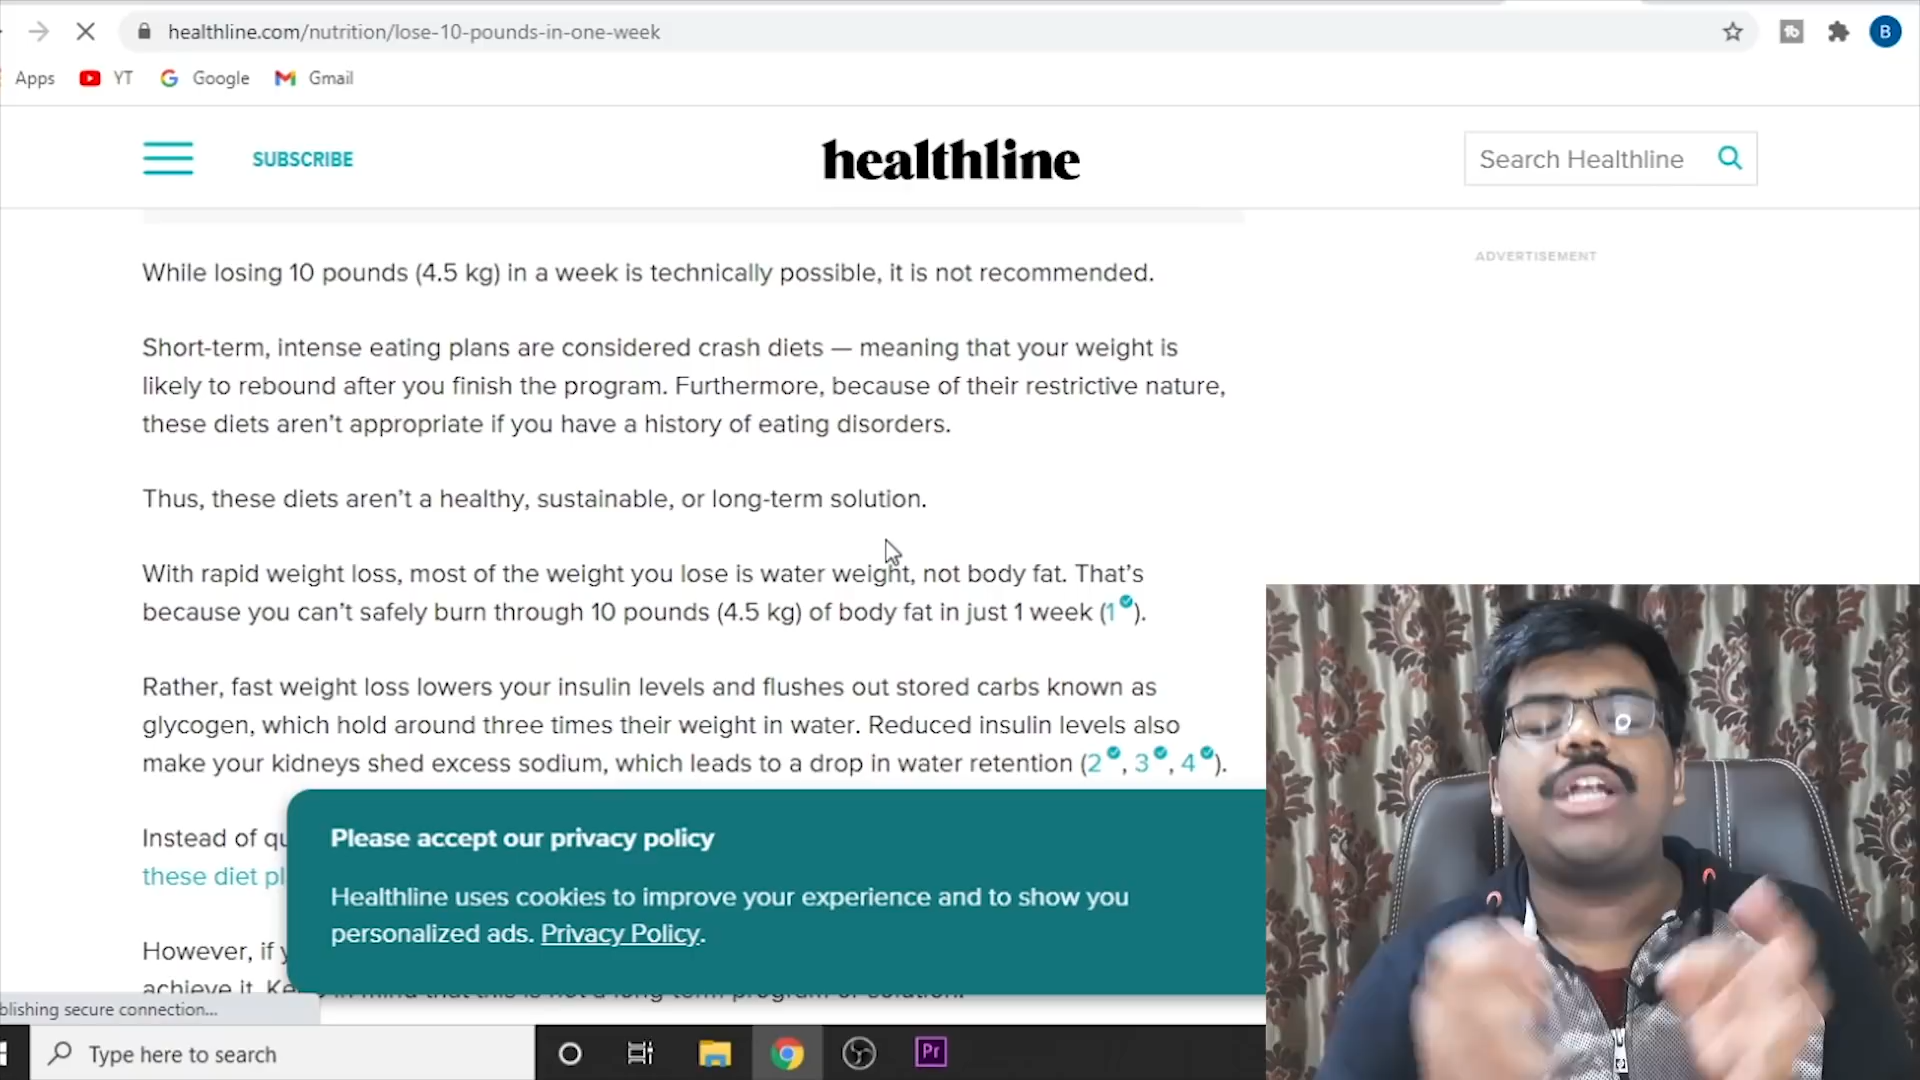 healthline.com/nutrition/lose-10-pounds-in-one-week
B
Apps YT Google Gmail
SUBSCRIBE
healthline
Search Healthline
ADVERTISEMENT
While losing 10 pounds (4.5 kg) in a week is technically possible, it is not recommended.
Short-term, intense eating plans are considered crash diets — meaning that your weight is
likely to rebound after you finish the program. Furthermore, because of their restrictive nature,
these diets aren't appropriate if you have a history of eating disorders.
Thus, these diets aren't a healthy, sustainable, or long-term solution.
With rapid weight loss, most of the weight you lose is water weight, not body fat. That's
because you can't safely burn through 10 pounds (4.5 kg) of body fat in just 1 week (1).
Rather, fast weight loss lowers your insulin levels and flushes out stored carbs known as
glycogen, which hold around three times their weight in water. Reduced insulin levels also
make your kidneys shed excess sodium, which leads to a drop in water retention (2, 3, 4).
Instead of qu
these diet pl
However, if y
achieve it. Ke
Please accept our privacy policy
Healthline uses cookies to improve your experience and to show you
personalized ads. Privacy Policy.
blishing secure connection...
Type here to search
Pr